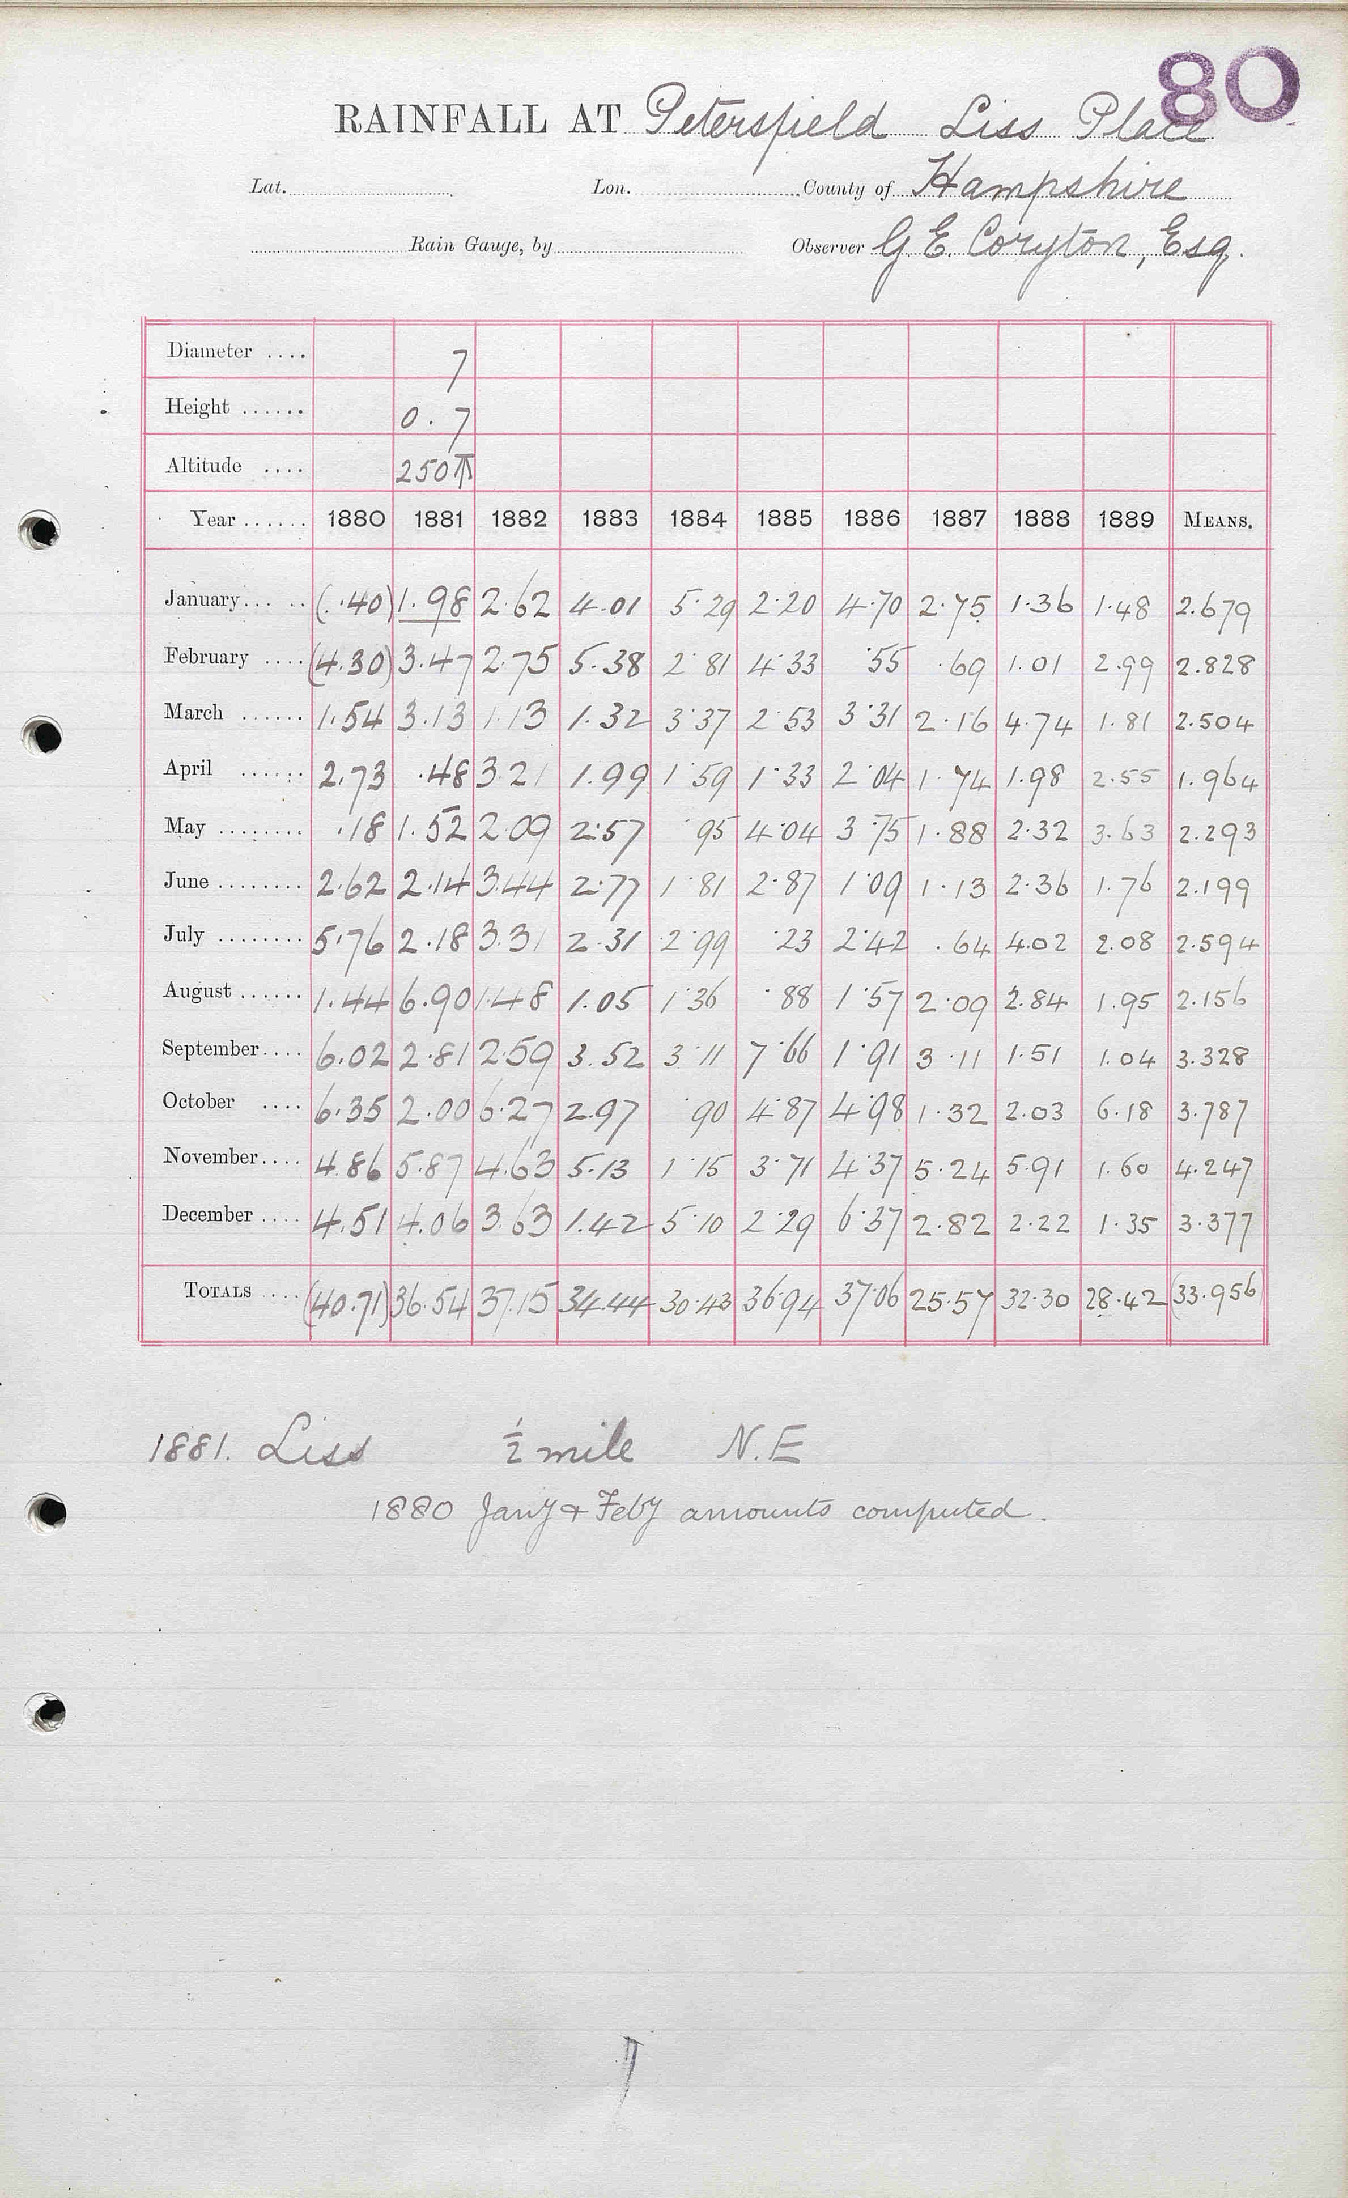 80
RAINFALL AT Petersfield Liss Place
Lat. Lon. County of Hampshire
Rain Gauge, by Observer G. E. Coryton, Esq.
Diameter .... 7
Height ...... 0.7
Altitude .... 250
Year ...... 1880 1881 1882 1883 1884 1885 1886 1887 1888 1889 MEANS.
January... .. (.40) 1.98 2.62 4.01 5.29 2.20 4.70 2.75 1.36 1.48 2.679
February .... (4.30) 3.47 2.75 5.38 2.81 4.33 .55 .69 1.01 2.99 2.828
March ...... 1.54 3.13 1.13 1.32 3.37 2.53 3.31 2.16 4.74 1.81 2.504
April ...... 2.73 .48 3.21 1.99 1.59 1.33 2.04 1.74 1.98 2.55 1.964
May ........ .18 1.52 2.09 2.57 .95 4.04 3.75 1.88 2.32 3.63 2.293
June ........ 2.62 2.14 3.44 2.77 1.81 2.87 1.09 1.13 2.36 1.76 2.199
July ........ 5.76 2.18 3.31 2.31 2.99 .23 2.42 .64 4.02 2.08 2.594
August ...... 1.44 6.90 1.48 1.05 1.36 .88 1.57 2.09 2.84 1.95 2.156
September.... 6.02 2.81 2.59 3.52 3.11 7.66 1.91 3.11 1.51 1.04 3.328
October .... 6.35 2.00 6.27 2.97 .90 4.87 4.98 1.32 2.03 6.18 3.787
November.... 4.86 5.87 4.63 5.13 1.15 3.71 4.37 5.24 5.91 1.60 4.247
December .... 4.51 4.06 3.63 1.42 5.10 2.29 6.37 2.82 2.22 1.35 3.377
TOTALS .... (40.71) 36.54 37.15 34.44 30.43 36.94 37.06 25.57 32.30 28.42 (33.956)
1881. Liss ½ mile N.E
1880 Jany & Feby amounts computed.